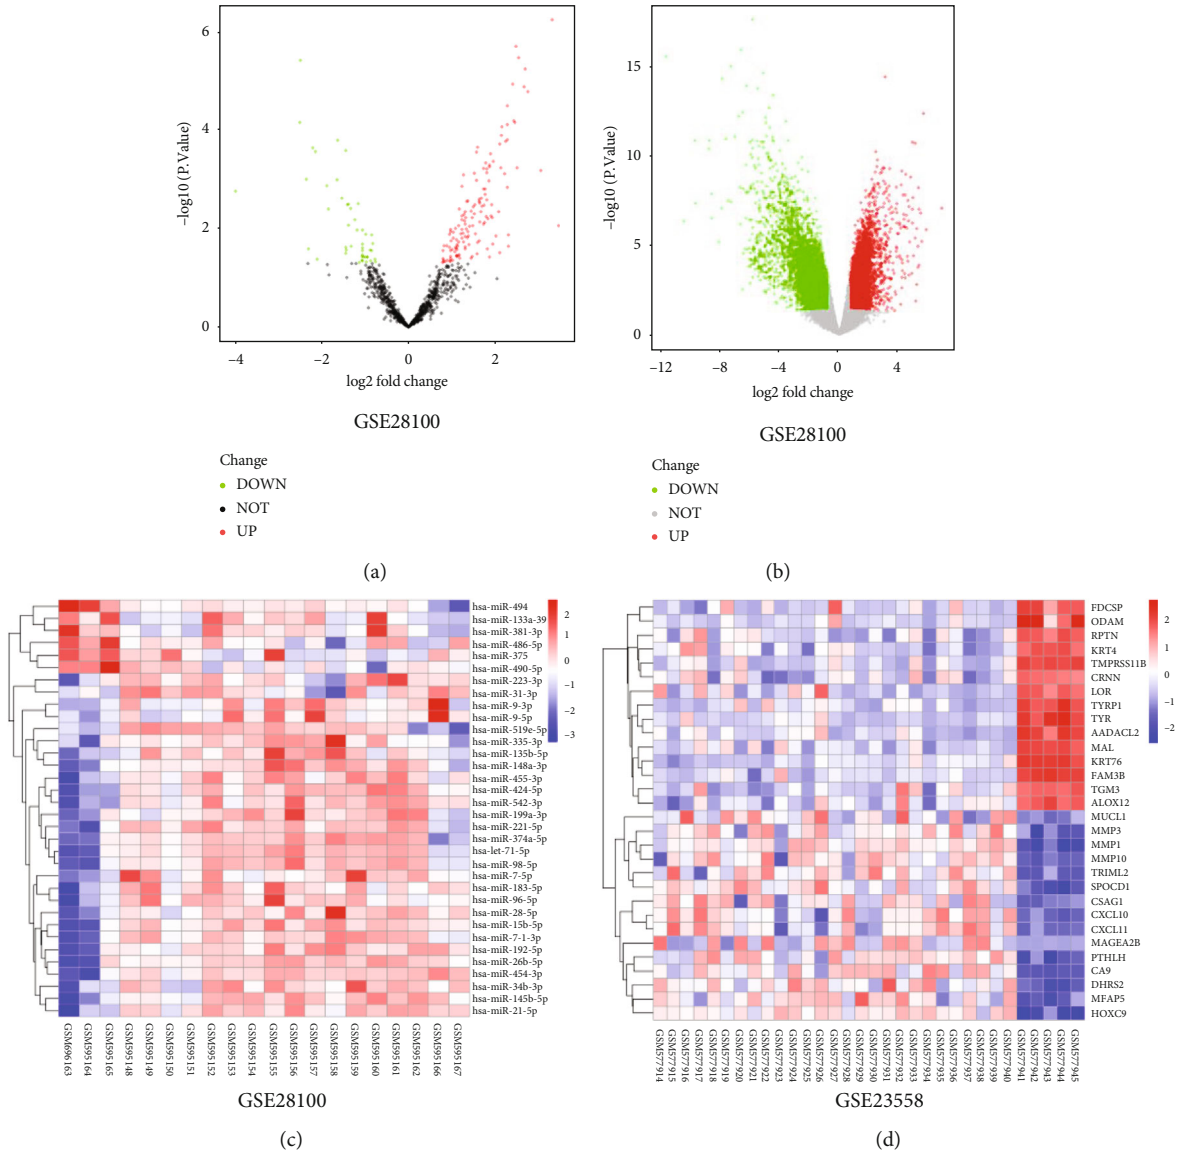 6
4
2
0
−log10 (P.Value)
−4
−2
0
2
log2 fold change
GSE28100
Change
DOWN
NOT
UP
(a)
15
10
5
0
−log10 (P.Value)
−12
−8
−4
0
4
log2 fold change
GSE28100
Change
DOWN
NOT
UP
(b)
hsa-miR-494
hsa-miR-133a-39
hsa-miR-381-3p
hsa-miR-486-5p
hsa-miR-375
hsa-miR-490-5p
hsa-miR-223-3p
hsa-miR-31-3p
hsa-miR-9-3p
hsa-miR-9-5p
hsa-miR-519e-5p
hsa-miR-335-3p
hsa-miR-135b-5p
hsa-miR-148a-3p
hsa-miR-455-3p
hsa-miR-424-5p
hsa-miR-542-3p
hsa-miR-199a-3p
hsa-miR-221-5p
hsa-miR-374a-5p
hsa-let-71-5p
hsa-miR-98-5p
hsa-miR-7-5p
hsa-miR-183-5p
hsa-miR-96-5p
hsa-miR-28-5p
hsa-miR-15b-5p
hsa-miR-7-1-3p
hsa-miR-192-5p
hsa-miR-26b-5p
hsa-miR-454-3p
hsa-miR-34b-3p
hsa-miR-145b-5p
hsa-miR-21-5p
2
1
0
−1
−2
−3
GSM696163
GSM595164
GSM595165
GSM595148
GSM595149
GSM595150
GSM595151
GSM595152
GSM595153
GSM595154
GSM595155
GSM595156
GSM595157
GSM595158
GSM595159
GSM595160
GSM595161
GSM595162
GSM595166
GSM595167
GSE28100
(c)
FDCSP
ODAM
RPTN
KRT4
TMPRSS11B
CRNN
LOR
TYRP1
TYR
AADACL2
MAL
KRT76
FAM3B
TGM3
ALOX12
MUCL1
MMP3
MMP1
MMP10
TRIML2
SPOCD1
CSAG1
CXCL10
CXCL11
MAGEA2B
PTHLH
CA9
DHRS2
MFAP5
HOXC9
2
1
0
−1
−2
GSM577914
GSM577915
GSM577916
GSM577917
GSM577918
GSM577919
GSM577920
GSM577921
GSM577922
GSM577923
GSM577924
GSM577925
GSM577926
GSM577927
GSM577928
GSM577929
GSM577930
GSM577931
GSM577932
GSM577933
GSM577934
GSM577935
GSM577936
GSM577937
GSM577938
GSM577939
GSM577940
GSM577941
GSM577942
GSM577943
GSM577944
GSM577945
GSE23558
(d)